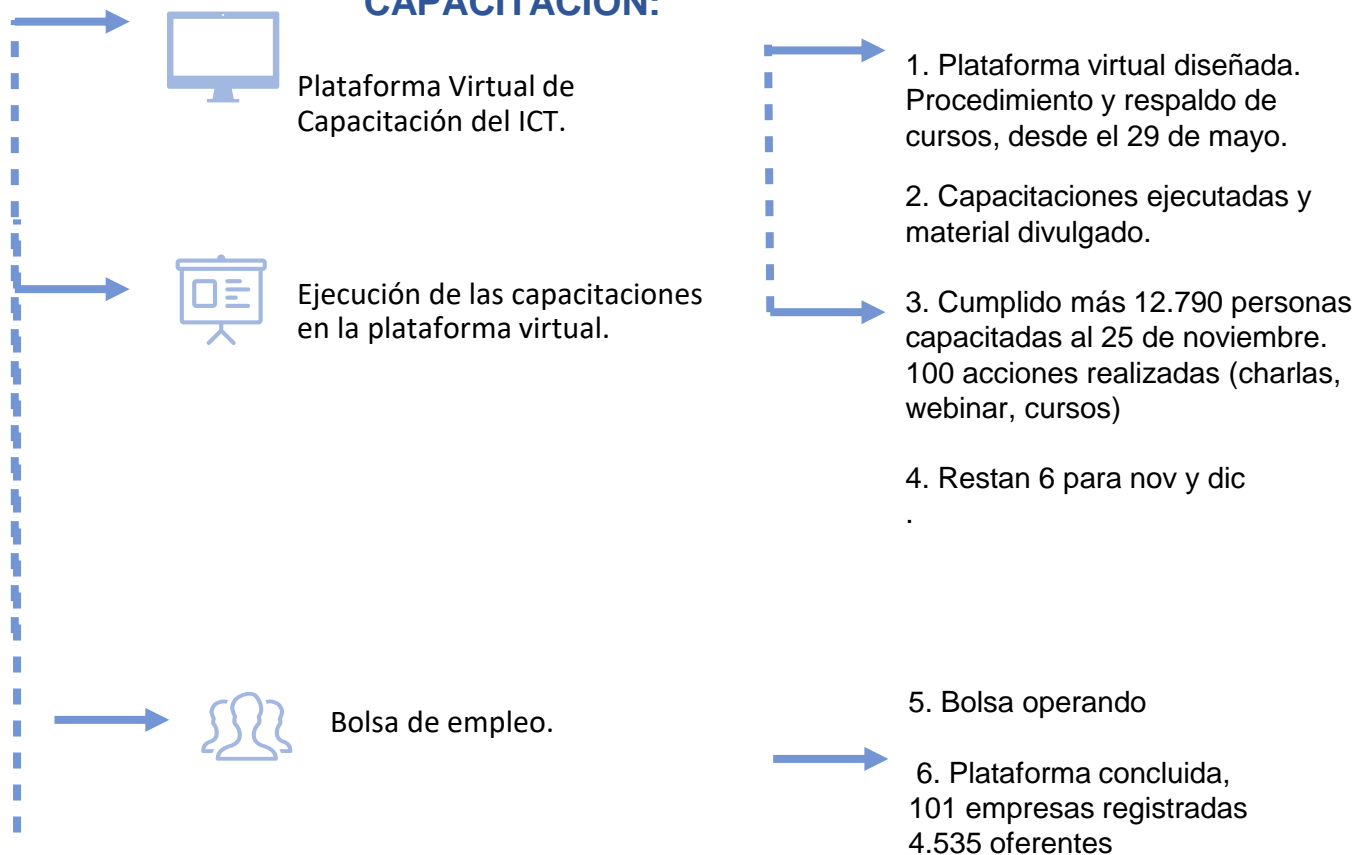 CAPACITACIÓN:
Plataforma Virtual de
Capacitación del ICT.
1. Plataforma virtual diseñada.
Procedimiento y respaldo de
cursos, desde el 29 de mayo.
2. Capacitaciones ejecutadas y
material divulgado.
Ejecución de las capacitaciones
en la plataforma virtual.
3. Cumplido más 12.790 personas
capacitadas al 25 de noviembre.
100 acciones realizadas (charlas,
webinar, cursos)
4. Restan 6 para nov y dic
.
Bolsa de empleo.
5. Bolsa operando
6. Plataforma concluida,
101 empresas registradas
4.535 oferentes